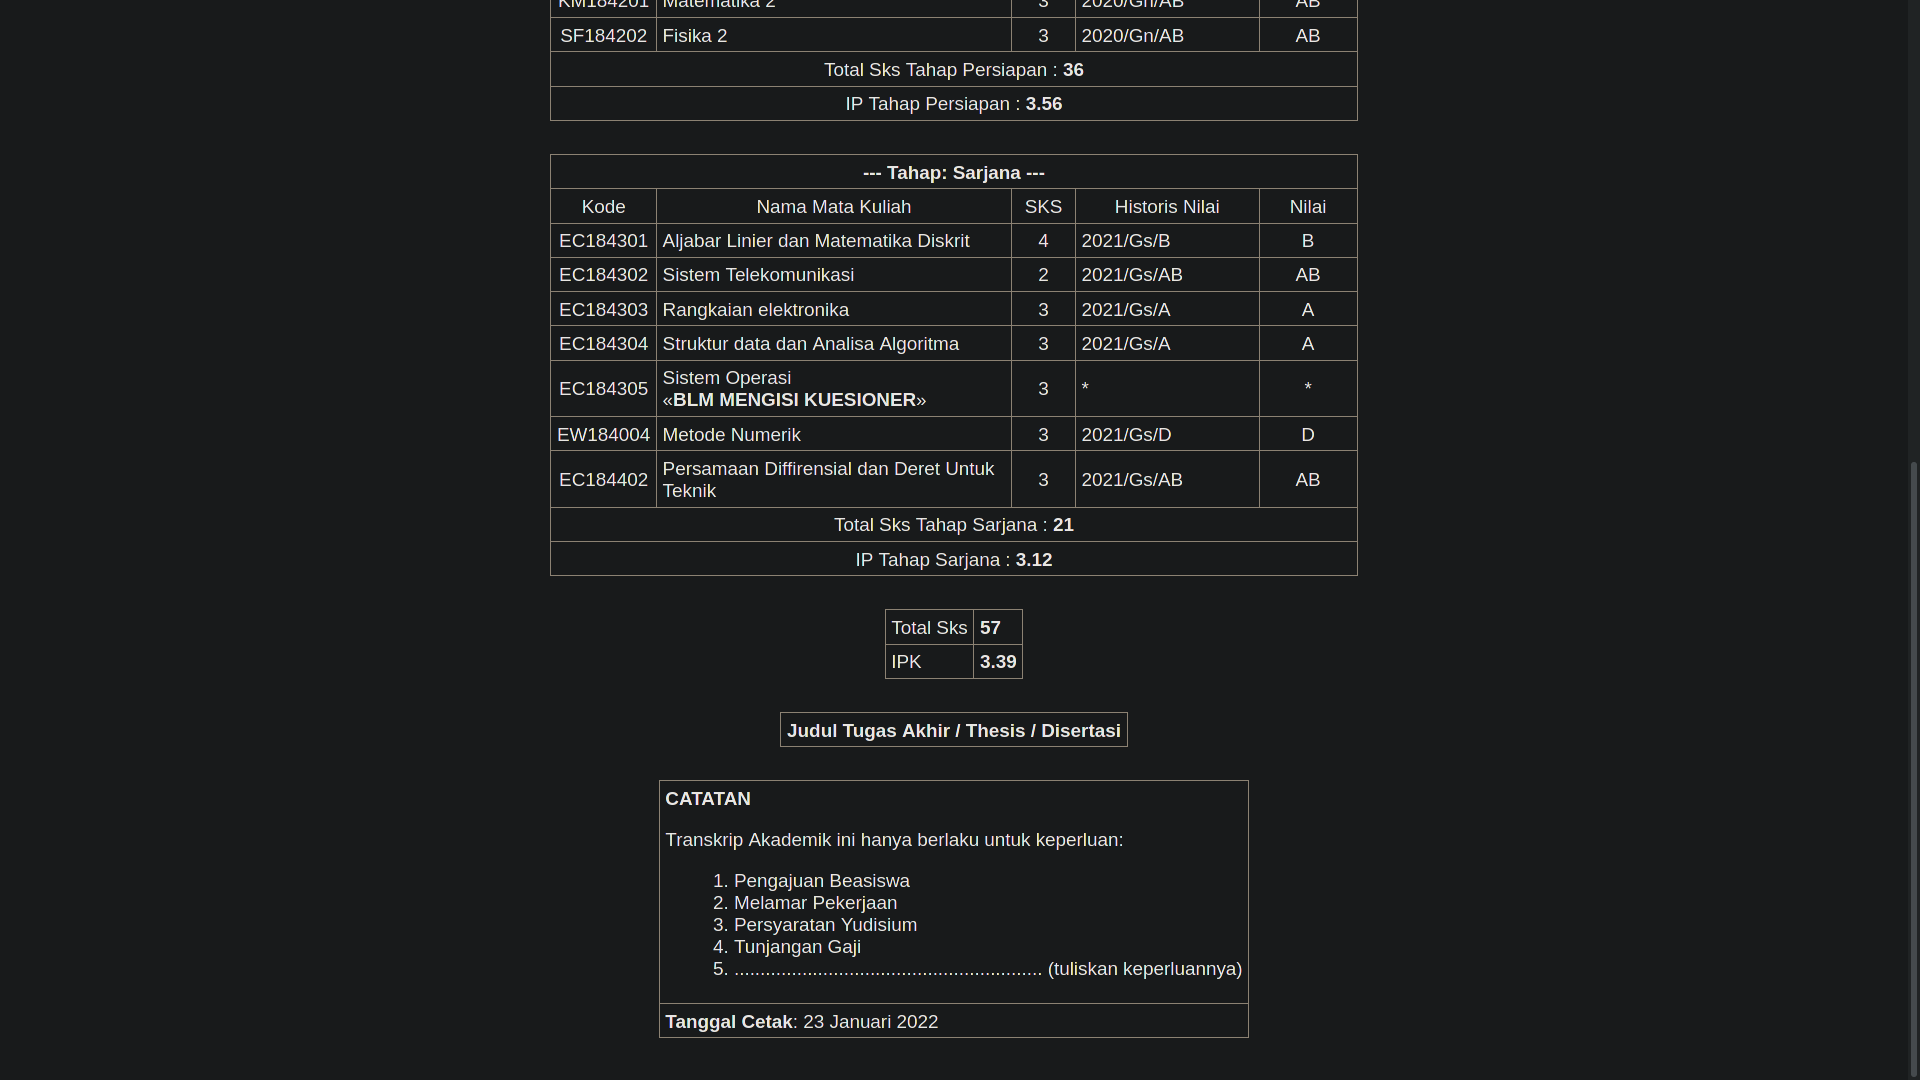 KM184201 Matematika 2 3 2020/Gn/AB AB
SF184202 Fisika 2 3 2020/Gn/AB AB
Total Sks Tahap Persiapan : 36
IP Tahap Persiapan : 3.56
--- Tahap: Sarjana ---
Kode Nama Mata Kuliah SKS Historis Nilai Nilai
EC184301 Aljabar Linier dan Matematika Diskrit 4 2021/Gs/B B
EC184302 Sistem Telekomunikasi 2 2021/Gs/AB AB
EC184303 Rangkaian elektronika 3 2021/Gs/A A
EC184304 Struktur data dan Analisa Algoritma 3 2021/Gs/A A
EC184305 Sistem Operasi
«BLM MENGISI KUESIONER» 3 * *
EW184004 Metode Numerik 3 2021/Gs/D D
EC184402 Persamaan Diffirensial dan Deret Untuk
Teknik 3 2021/Gs/AB AB
Total Sks Tahap Sarjana : 21
IP Tahap Sarjana : 3.12
Total Sks 57
IPK 3.39
Judul Tugas Akhir / Thesis / Disertasi
CATATAN
Transkrip Akademik ini hanya berlaku untuk keperluan:
1. Pengajuan Beasiswa
2. Melamar Pekerjaan
3. Persyaratan Yudisium
4. Tunjangan Gaji
5. ........................................................... (tuliskan keperluannya)
Tanggal Cetak: 23 Januari 2022